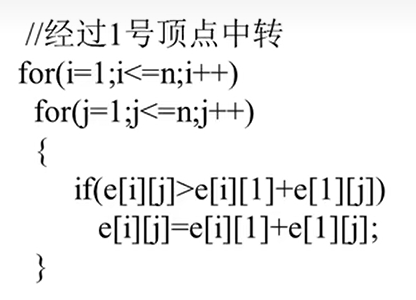 //经过1号顶点中转
for(i=1;i<=n;i++)
for(j=1;j<=n;j++)
{
if(e[i][j]>e[i][1]+e[1][j])
e[i][j]=e[i][1]+e[1][j];
}